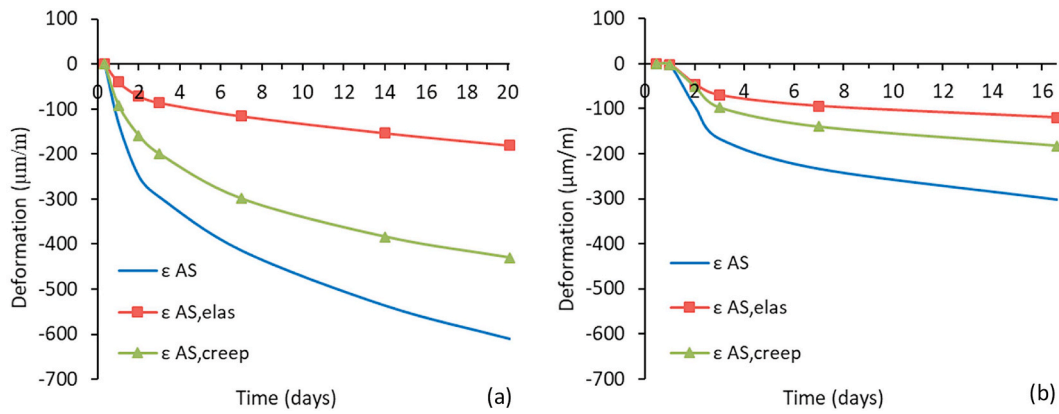 100
0
-100
-200
-300
-400
-500
-600
-700
0 2 4 6 8 10 12 14 16 18 20
Deformation (µm/m)
ε AS
ε AS,elas
ε AS,creep
Time (days)
(a)
100
0
-100
-200
-300
-400
-500
-600
-700
0 2 4 6 8 10 12 14 16
Deformation (µm/m)
ε AS
ε AS,elas
ε AS,creep
Time (days)
(b)